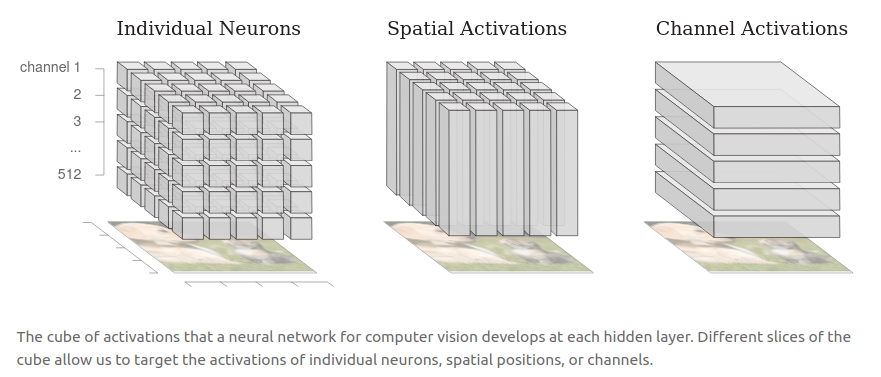 Individual Neurons
Spatial Activations
Channel Activations
channel 1
2
3
...
512
The cube of activations that a neural network for computer vision develops at each hidden layer. Different slices of the
cube allow us to target the activations of individual neurons, spatial positions, or channels.